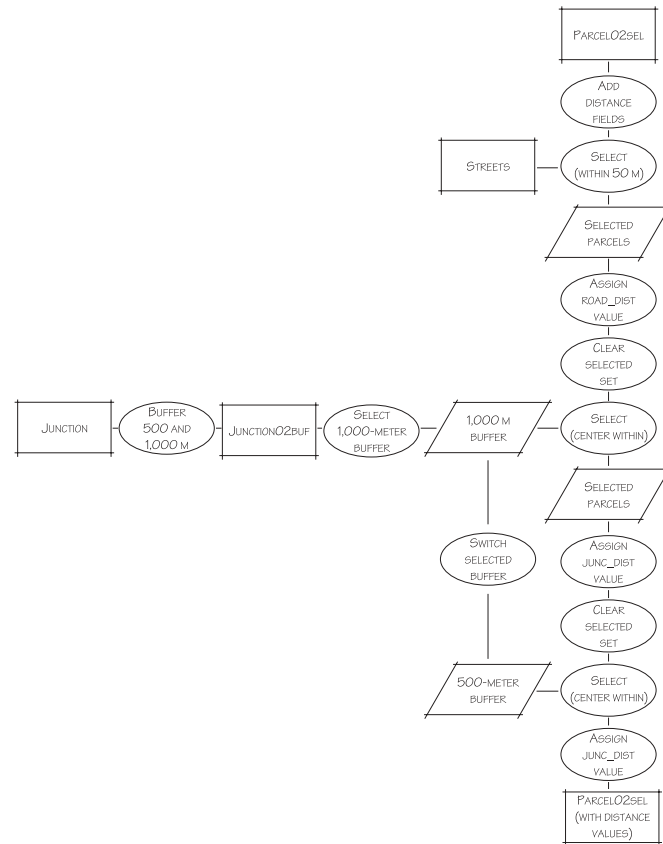 PARCEL02SEL
ADD
DISTANCE
FIELDS
STREETS
SELECT
(WITHIN 50 M)
SELECTED
PARCELS
ASSIGN
ROAD_DIST
VALUE
CLEAR
SELECTED
SET
JUNCTION
BUFFER
500 AND
1,000 M
JUNCTION02BUF
SELECT
1,000-METER
BUFFER
1,000 M
BUFFER
SELECT
(CENTER WITHIN)
SELECTED
PARCELS
SWITCH
SELECTED
BUFFER
ASSIGN
JUNC_DIST
VALUE
CLEAR
SELECTED
SET
500-METER
BUFFER
SELECT
(CENTER WITHIN)
ASSIGN
JUNC_DIST
VALUE
PARCEL02SEL
(WITH DISTANCE
VALUES)